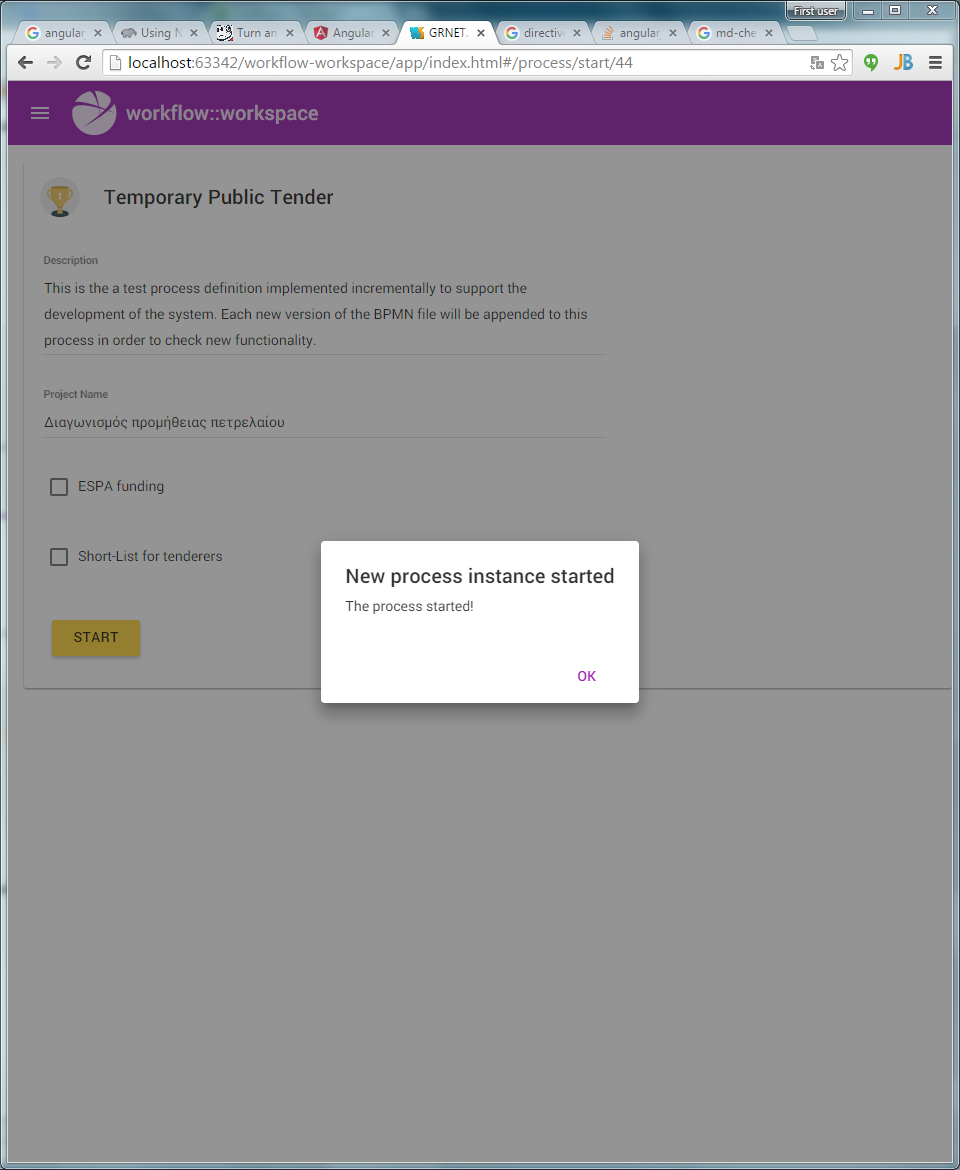 First user
angular
Using N
Turn an
Angular
GRNET.
directive
angular
md-che
localhost:63342/workflow-workspace/app/index.html#/process/start/44
JB
workflow::workspace
1
Temporary Public Tender
Description
This is the a test process definition implemented incrementally to support the
development of the system. Each new version of the BPMN file will be appended to this
process in order to check new functionality.
Project Name
Διαγωνισμός προμήθειας πετρελαίου
ESPA funding
Short-List for tenderers
START
New process instance started
The process started!
OK